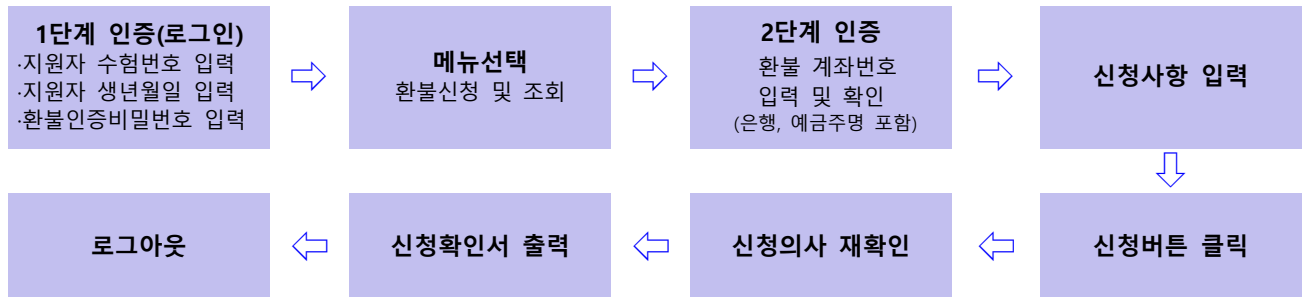 1단계 인증(로그인)
·지원자 수험번호 입력
·지원자 생년월일 입력
·환불인증비밀번호 입력
메뉴선택
환불신청 및 조회
2단계 인증
환불 계좌번호
입력 및 확인
(은행, 예금주명 포함)
신청사항 입력
신청버튼 클릭
신청의사 재확인
신청확인서 출력
로그아웃